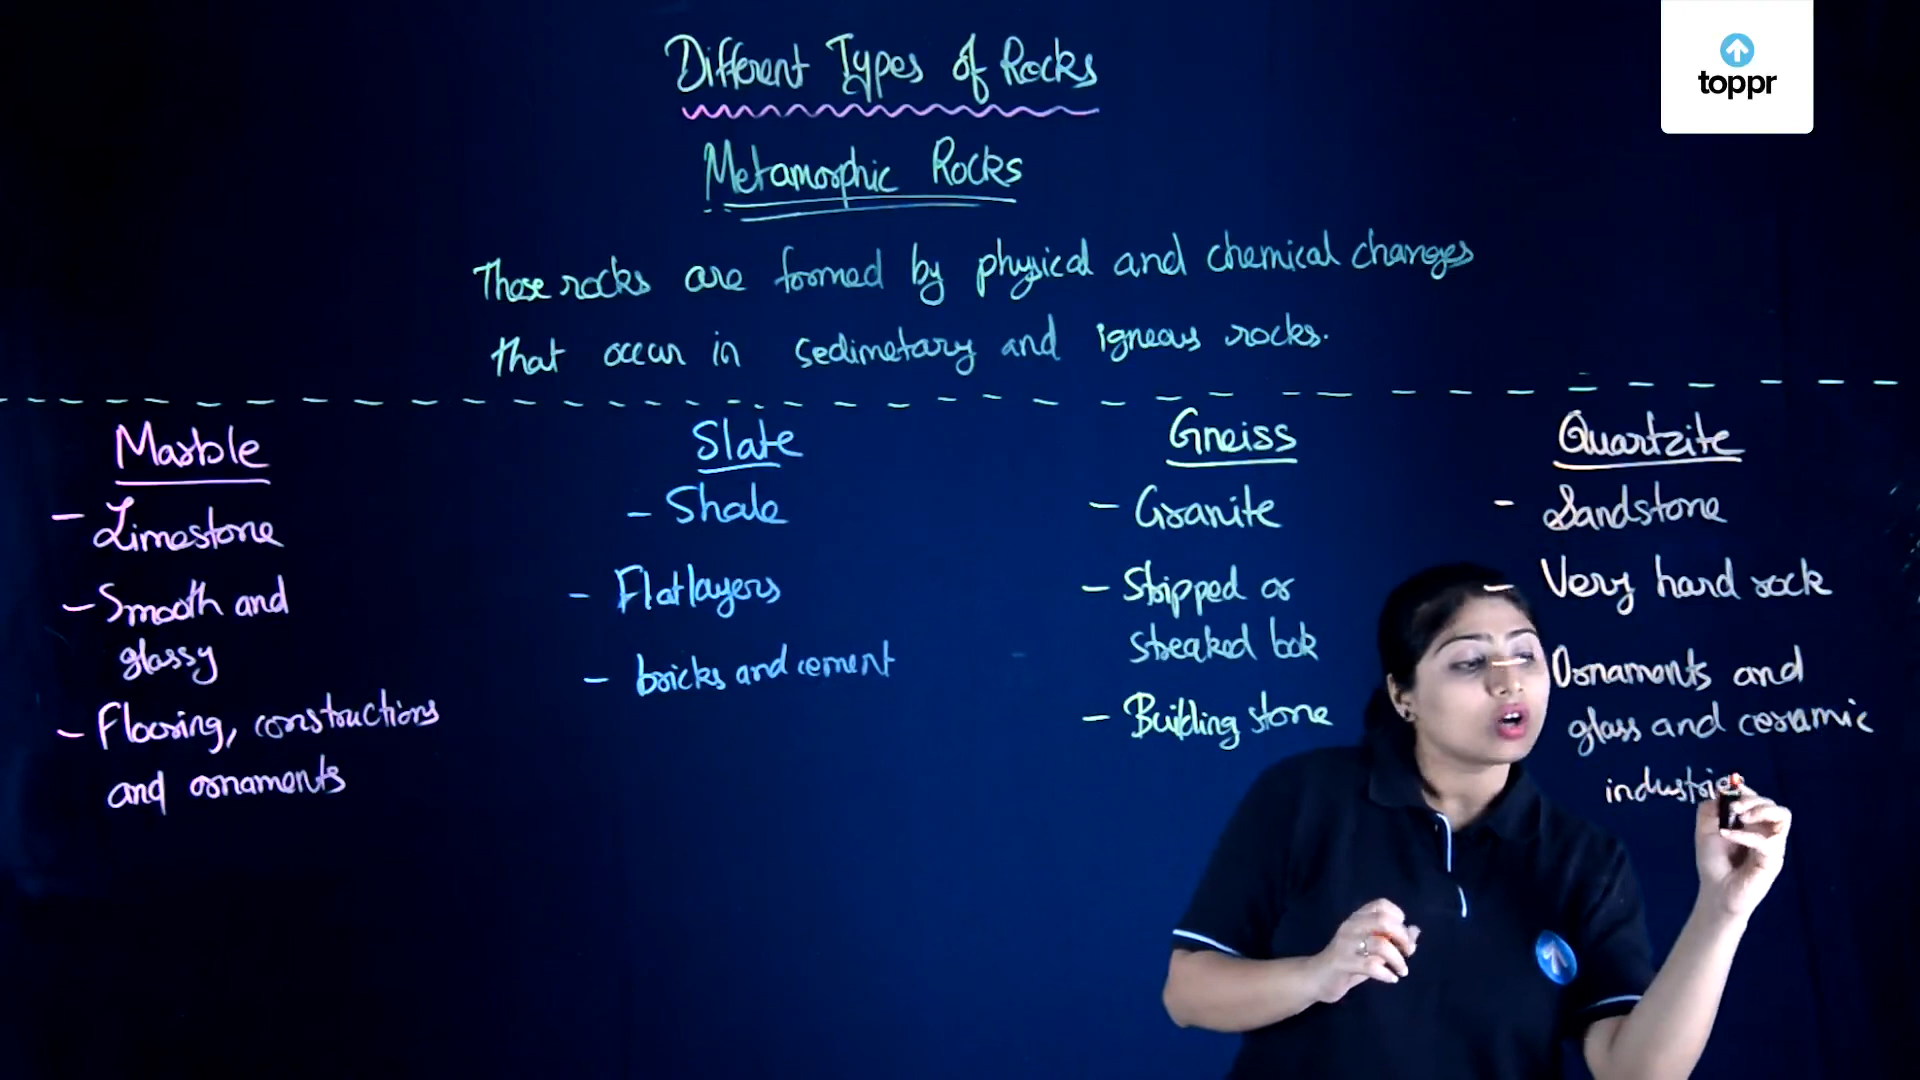 Different Types of Rocks
toppr
Metamorphic Rocks
These rocks are formed by physical and chemical changes
that occur in sedimetary and igneous rocks.
Marble
- Limestone
- Smooth and
glassy
- Flooring, constructions
and ornaments
Slate
- Shale
- Flat layers
- bricks and cement
Gneiss
- Granite
- Stripped or
streaked look
- Building stone
Quartzite
- Sandstone
- Very hard rock
- Ornaments and
glass and ceramic
industries